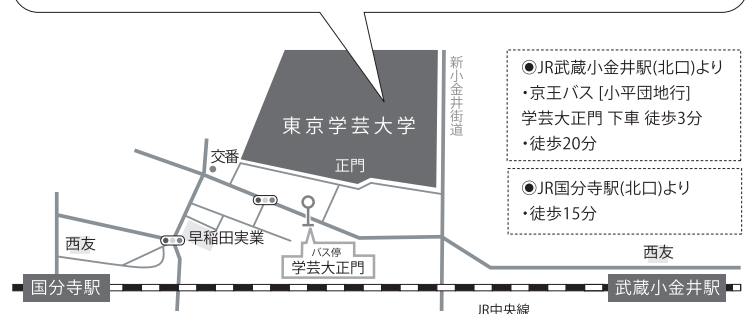 新小金井街道
東京学芸大学
正門
交番
早稲田実業
西友
バス停
学芸大正門
西友
国分寺駅
武蔵小金井駅
JR中央線
◉JR武蔵小金井駅(北口)より
・京王バス [小平団地行]
学芸大正門 下車 徒歩3分
・徒歩20分
◉JR国分寺駅(北口)より
・徒歩15分